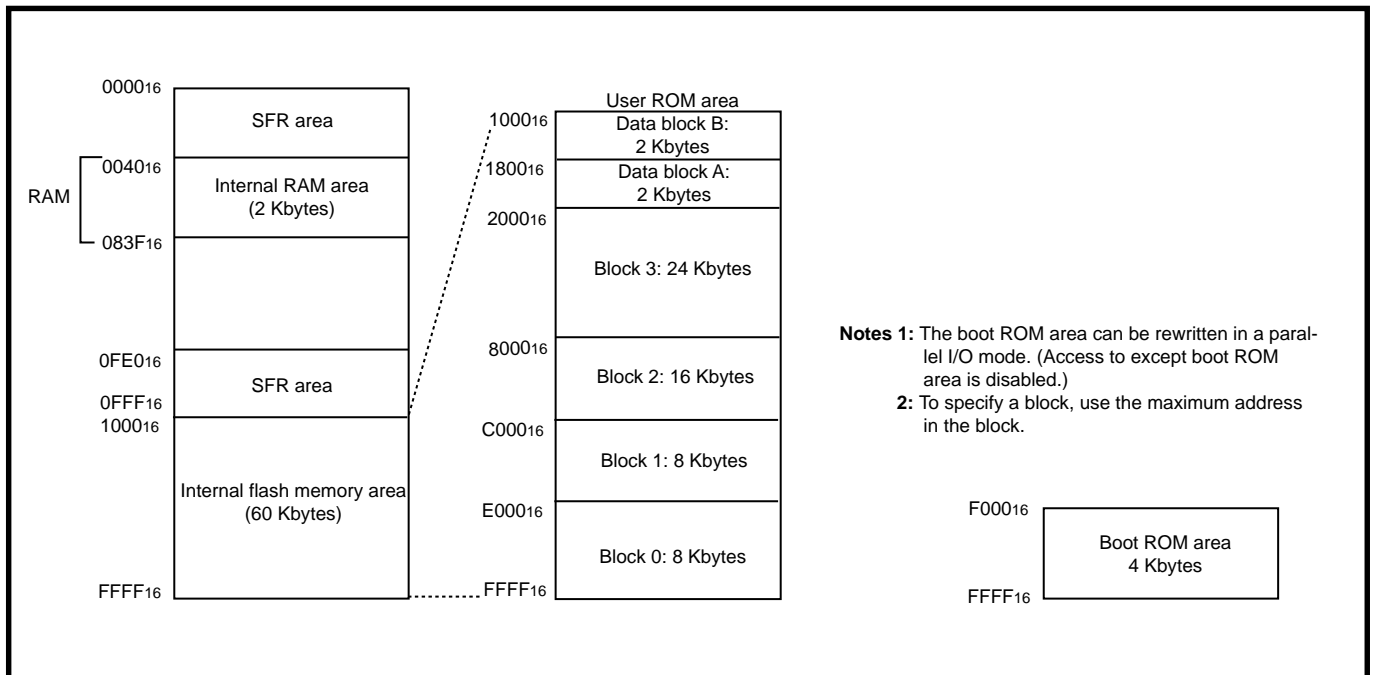 000016
SFR area
004016
RAM
Internal RAM area
(2 Kbytes)
083F16
0FE016
SFR area
0FFF16
100016
Internal flash memory area
(60 Kbytes)
FFFF16
User ROM area
100016
Data block B:
2 Kbytes
180016
Data block A:
2 Kbytes
200016
Block 3: 24 Kbytes
800016
Block 2: 16 Kbytes
C00016
Block 1: 8 Kbytes
E00016
Block 0: 8 Kbytes
FFFF16
Notes 1: The boot ROM area can be rewritten in a paral-
lel I/O mode. (Access to except boot ROM
area is disabled.)
2: To specify a block, use the maximum address
in the block.
F00016
Boot ROM area
4 Kbytes
FFFF16